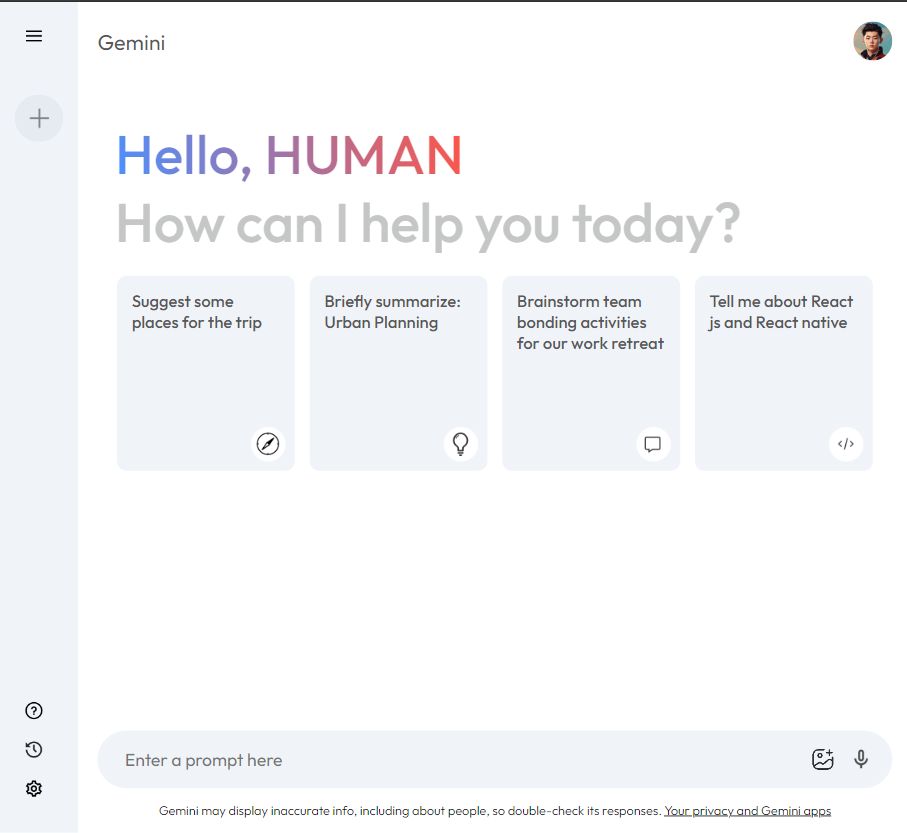 Gemini
Hello, HUMAN
How can I help you today?
Suggest some
places for the trip
Briefly summarize:
Urban Planning
Brainstorm team
bonding activities
for our work retreat
Tell me about React
js and React native
Enter a prompt here
Gemini may display inaccurate info, including about people, so double-check its responses. Your privacy and Gemini apps